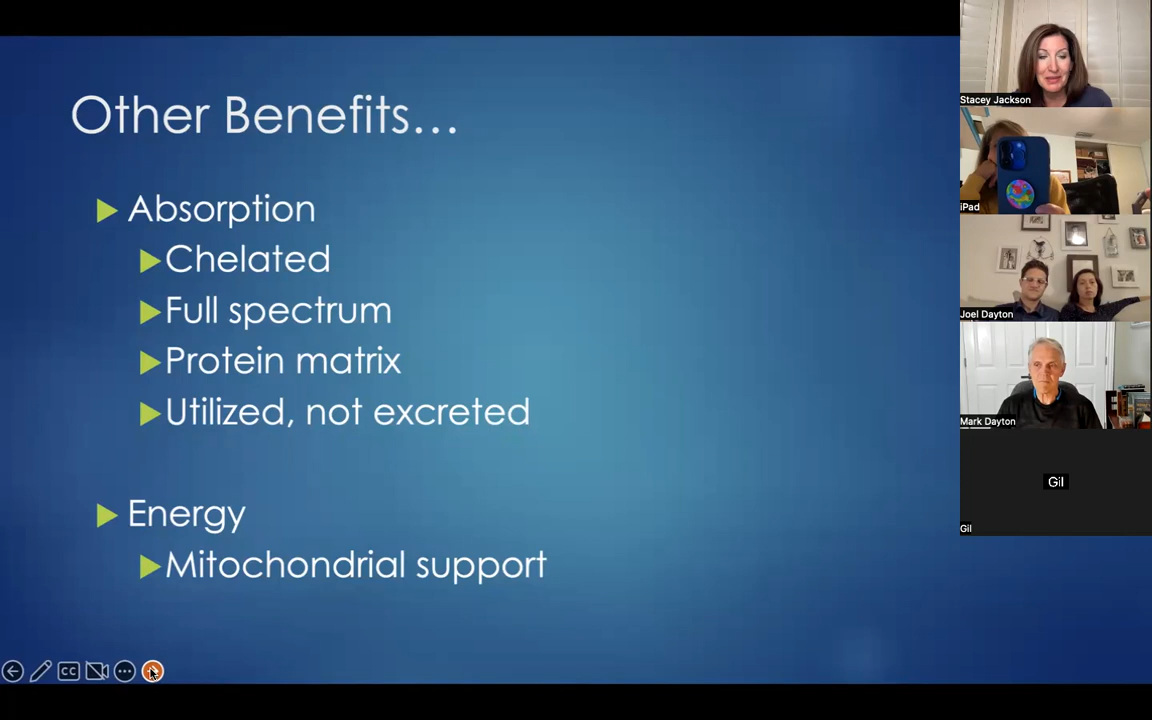 Other Benefits...
Absorption
Chelated
Full spectrum
Protein matrix
Utilized, not excreted
Energy
Mitochondrial support
CC
Stacey Jackson
iPad
Joel Dayton
Mark Dayton
Gil
Gil